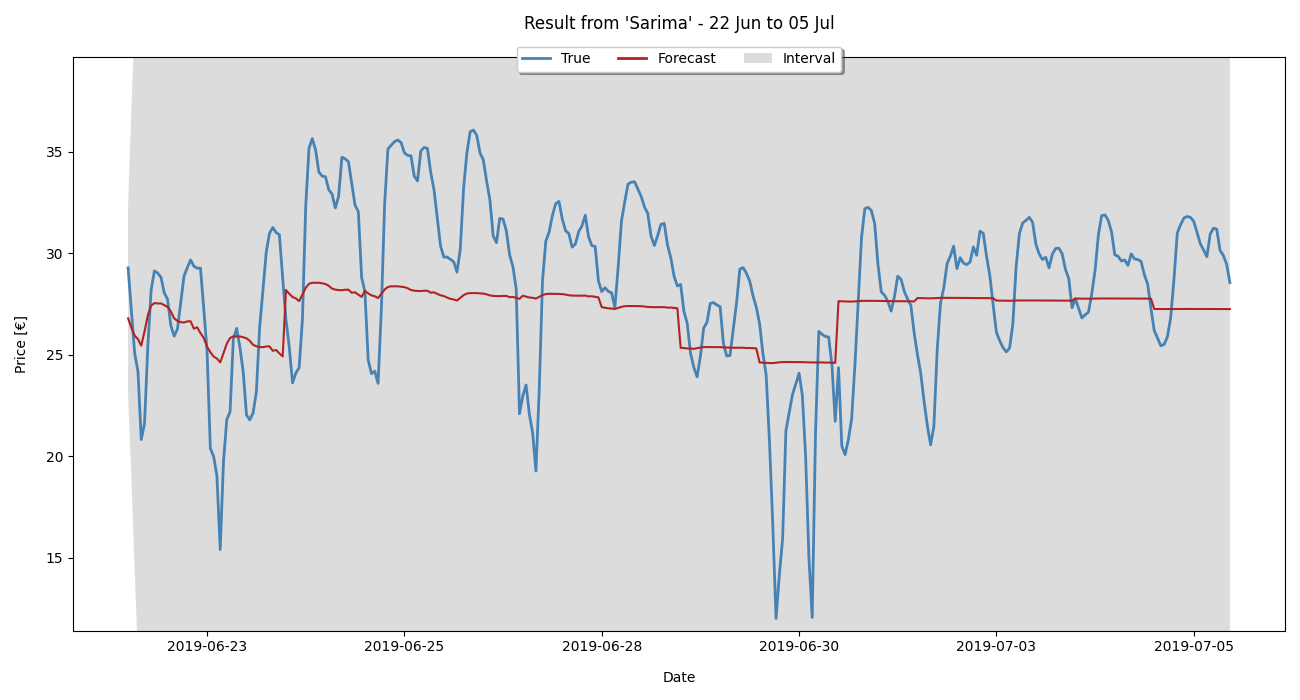 Result from 'Sarima' - 22 Jun to 05 Jul
True Forecast Interval
Price [€]
35
30
25
20
15
2019-06-23 2019-06-25 2019-06-28 2019-06-30 2019-07-03 2019-07-05
Date